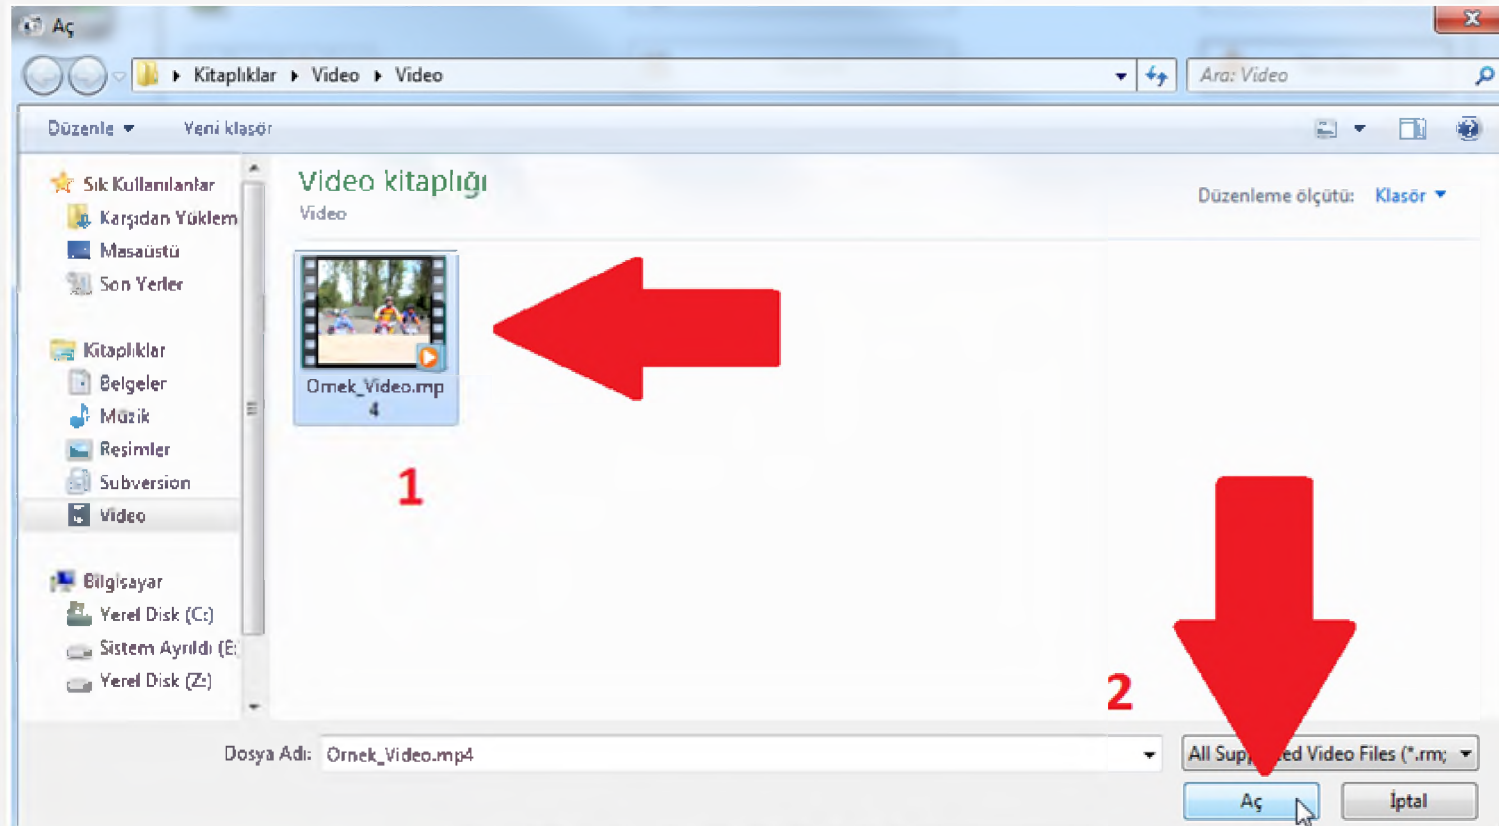 Aç
Kitaplıklar Video Video
Ara: Video
Düzenle Yeni klasör
Sık Kullanılanlar
Karşıdan Yüklem
Masaüstü
Son Yerler
Kitaplıklar
Belgeler
Müzik
Resimler
Subversion
Video
Bilgisayar
Yerel Disk (C:)
Sistem Ayrıldı (E:
Yerel Disk (Z:)
Video kitaplığı
Video
Düzenleme ölçütü: Klasör
Ornek_Video.mp
4
1
2
Dosya Adı: Ornek_Video.mp4
All Video Files (*.rm;
Aç İptal